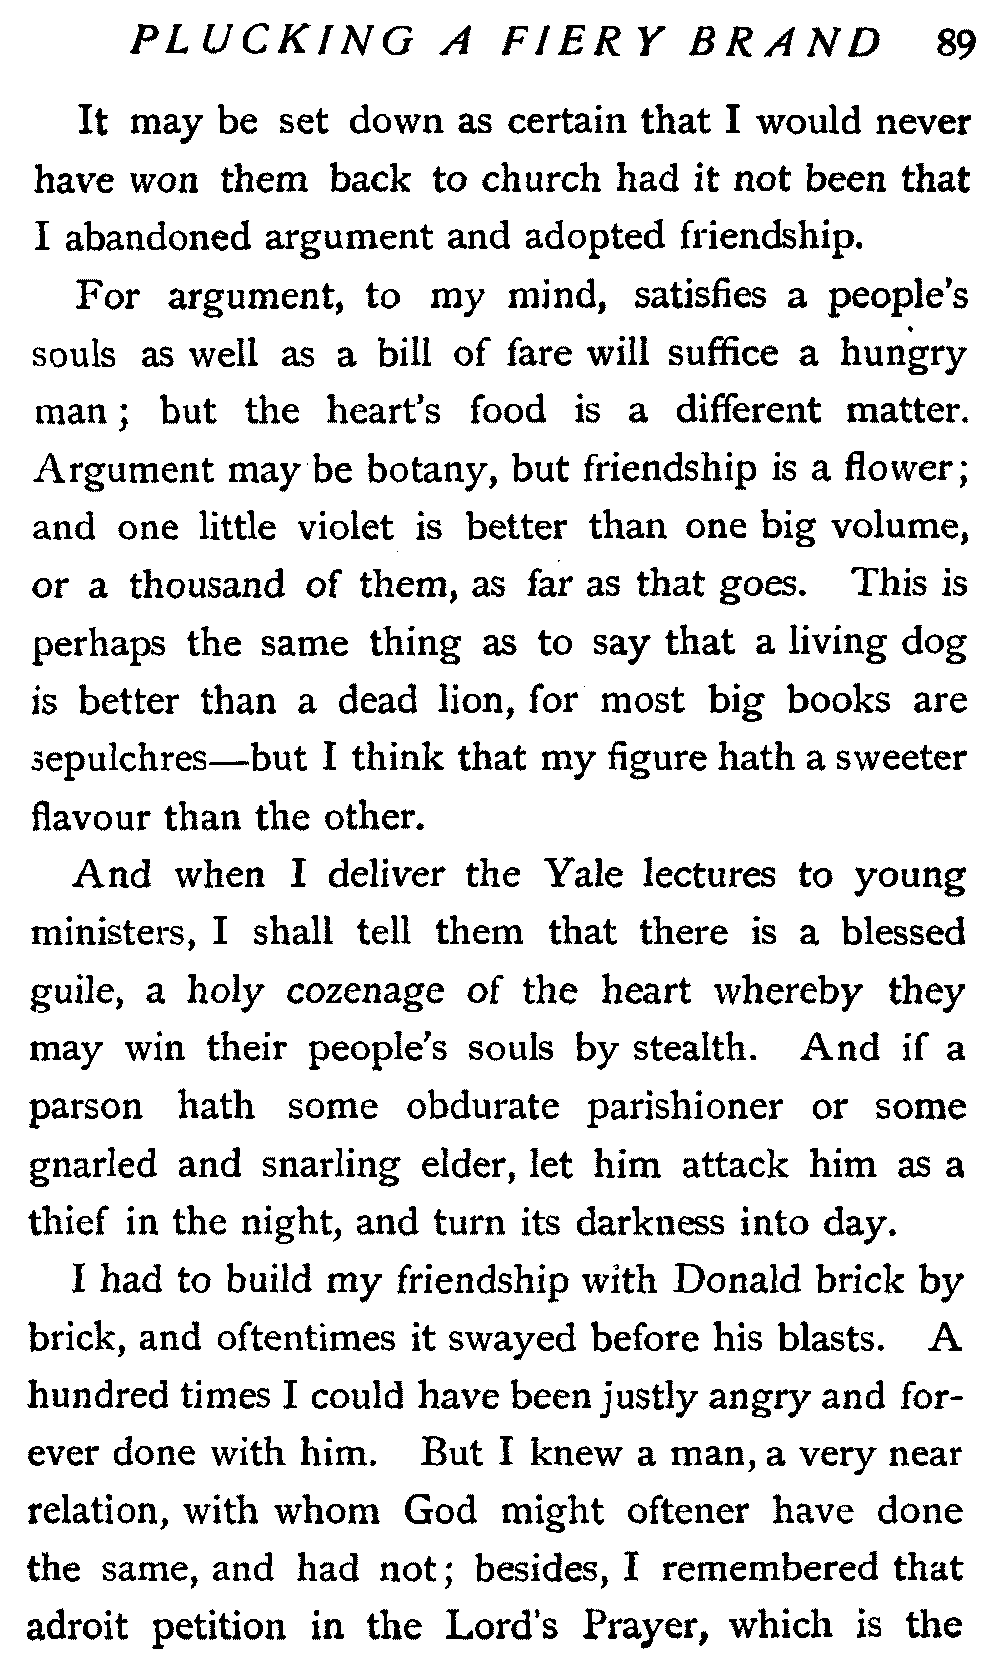 PLUCKING A FIERY BRAND 89
It may be set down as certain that I would never
have won them back to church had it not been that
I abandoned argument and adopted friendship.
For argument, to my mind, satisfies a people's
souls as well as a bill of fare will suffice a hungry
man; but the heart's food is a different matter.
Argument may be botany, but friendship is a flower;
and one little violet is better than one big volume,
or a thousand of them, as far as that goes. This is
perhaps the same thing as to say that a living dog
is better than a dead lion, for most big books are
sepulchres—but I think that my figure hath a sweeter
flavour than the other.
And when I deliver the Yale lectures to young
ministers, I shall tell them that there is a blessed
guile, a holy cozenage of the heart whereby they
may win their people's souls by stealth. And if a
parson hath some obdurate parishioner or some
gnarled and snarling elder, let him attack him as a
thief in the night, and turn its darkness into day.
I had to build my friendship with Donald brick by
brick, and oftentimes it swayed before his blasts. A
hundred times I could have been justly angry and for-
ever done with him. But I knew a man, a very near
relation, with whom God might oftener have done
the same, and had not; besides, I remembered that
adroit petition in the Lord's Prayer, which is the